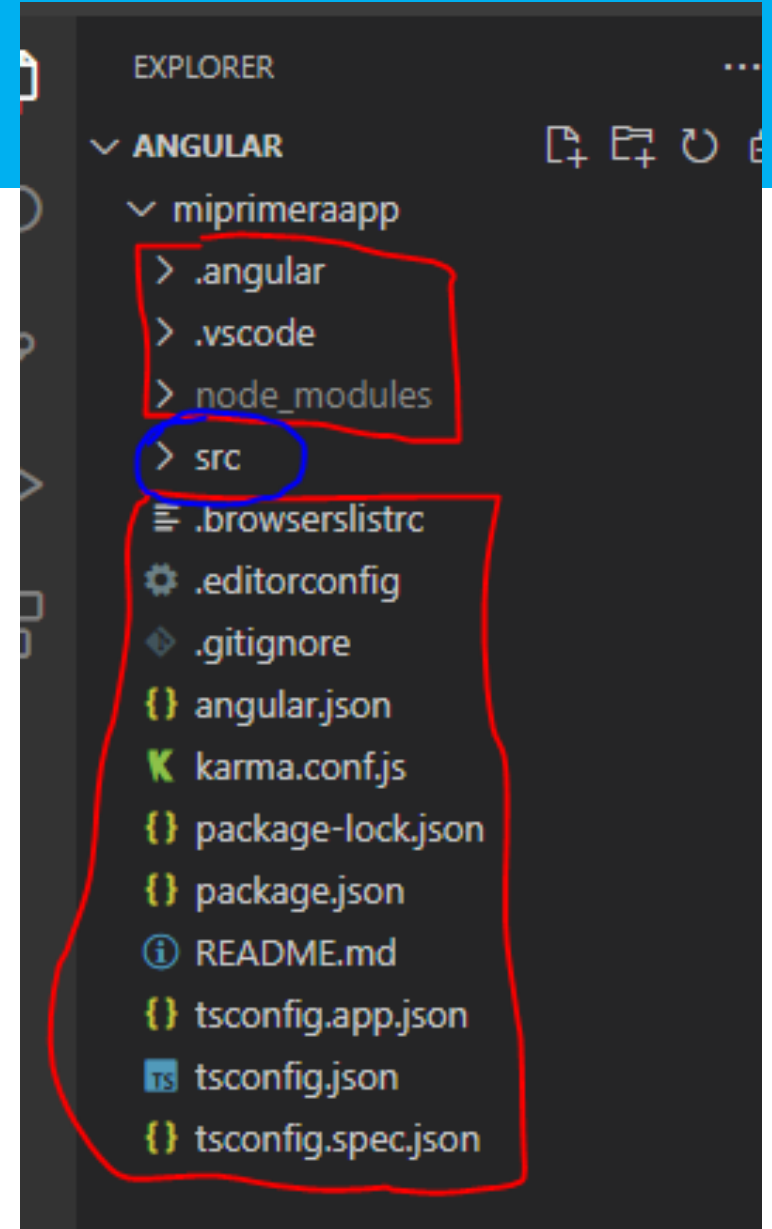 EXPLORER
ANGULAR
miprimeraapp
.angular
.vscode
node_modules
src
.browserslistrc
.editorconfig
.gitignore
angular.json
karma.conf.js
package-lock.json
package.json
README.md
tsconfig.app.json
tsconfig.json
tsconfig.spec.json